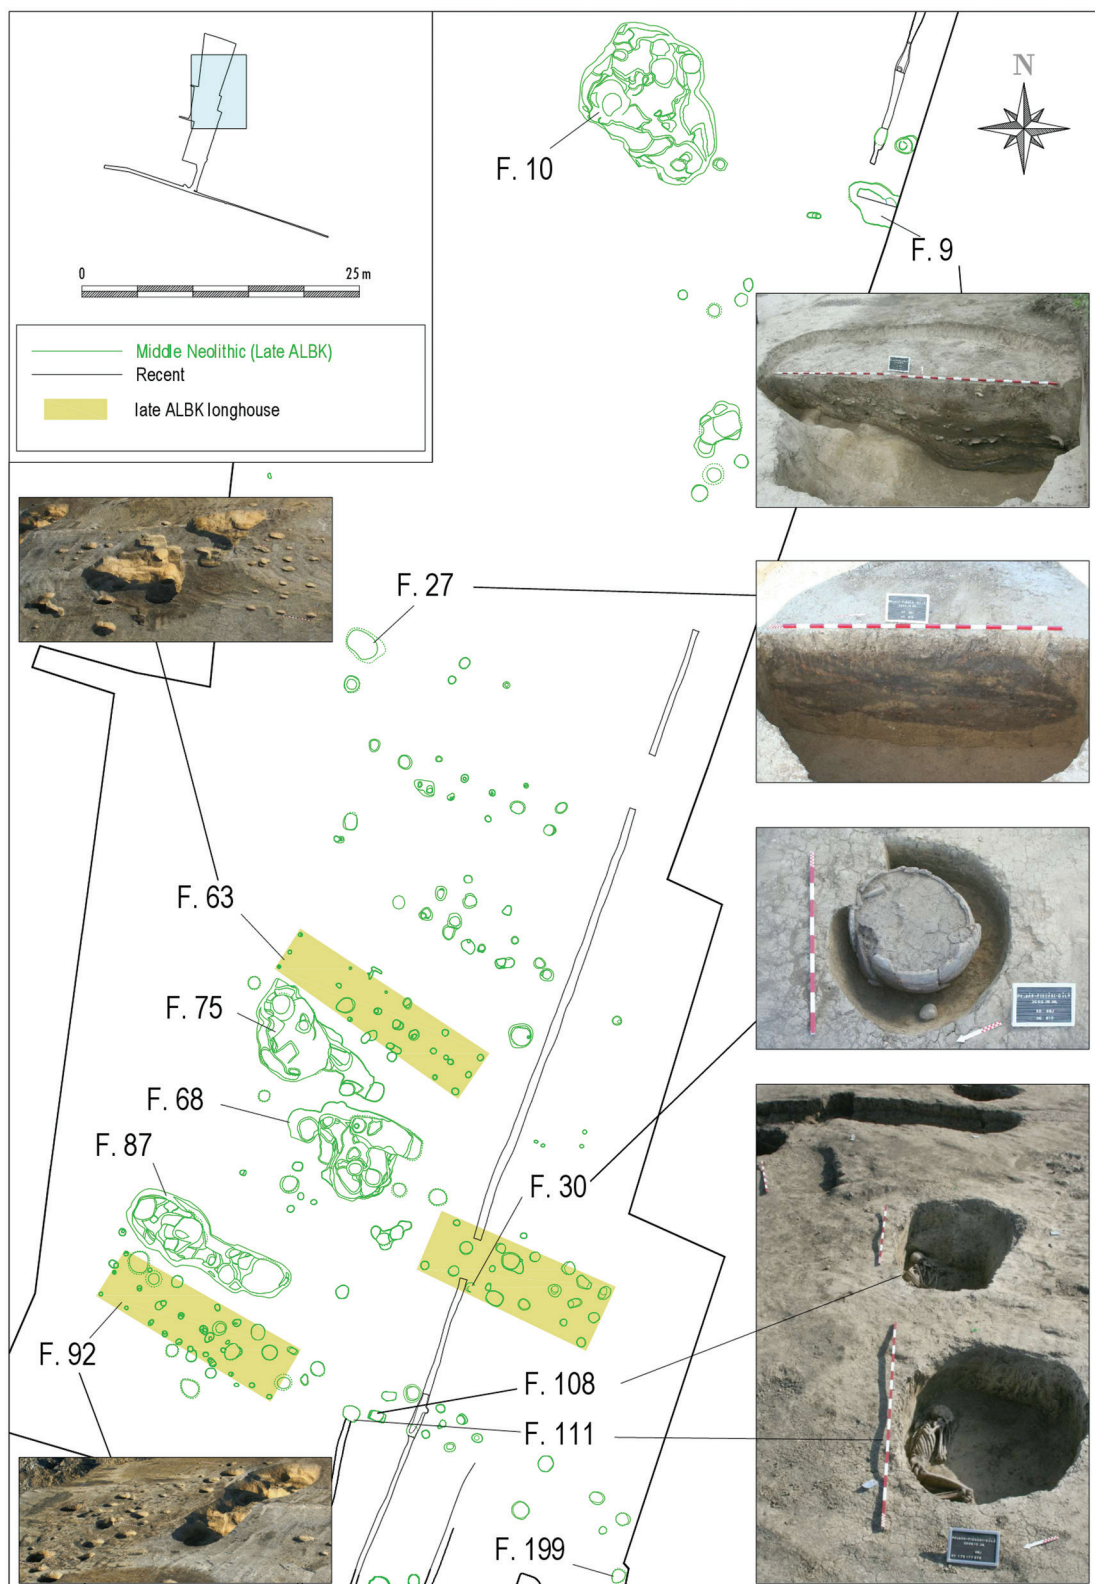 N
F. 10
F. 9
0 25 m
Middle Neolithic (Late ALBK)
Recent
late ALBK longhouse
F. 27
F. 63
F. 75
F. 68
F. 87
F. 30
F. 92
F. 108
F. 111
F. 199